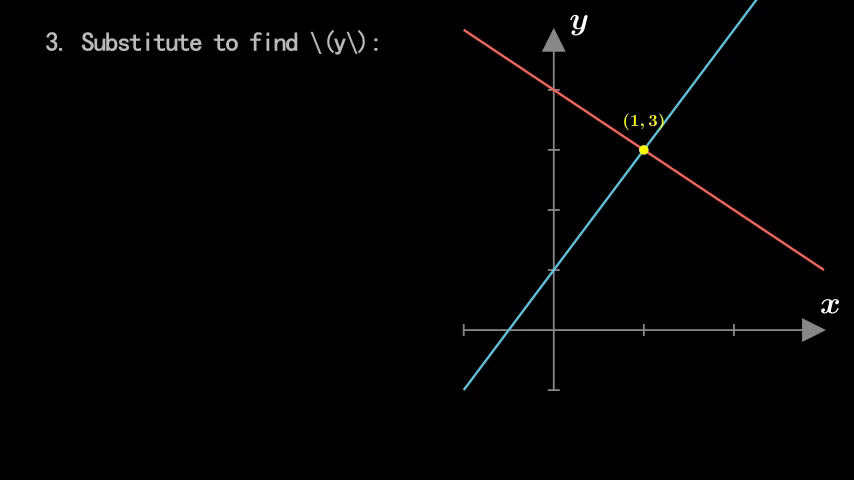 3. Substitute to find \(y\):
y
(1, 3)
x